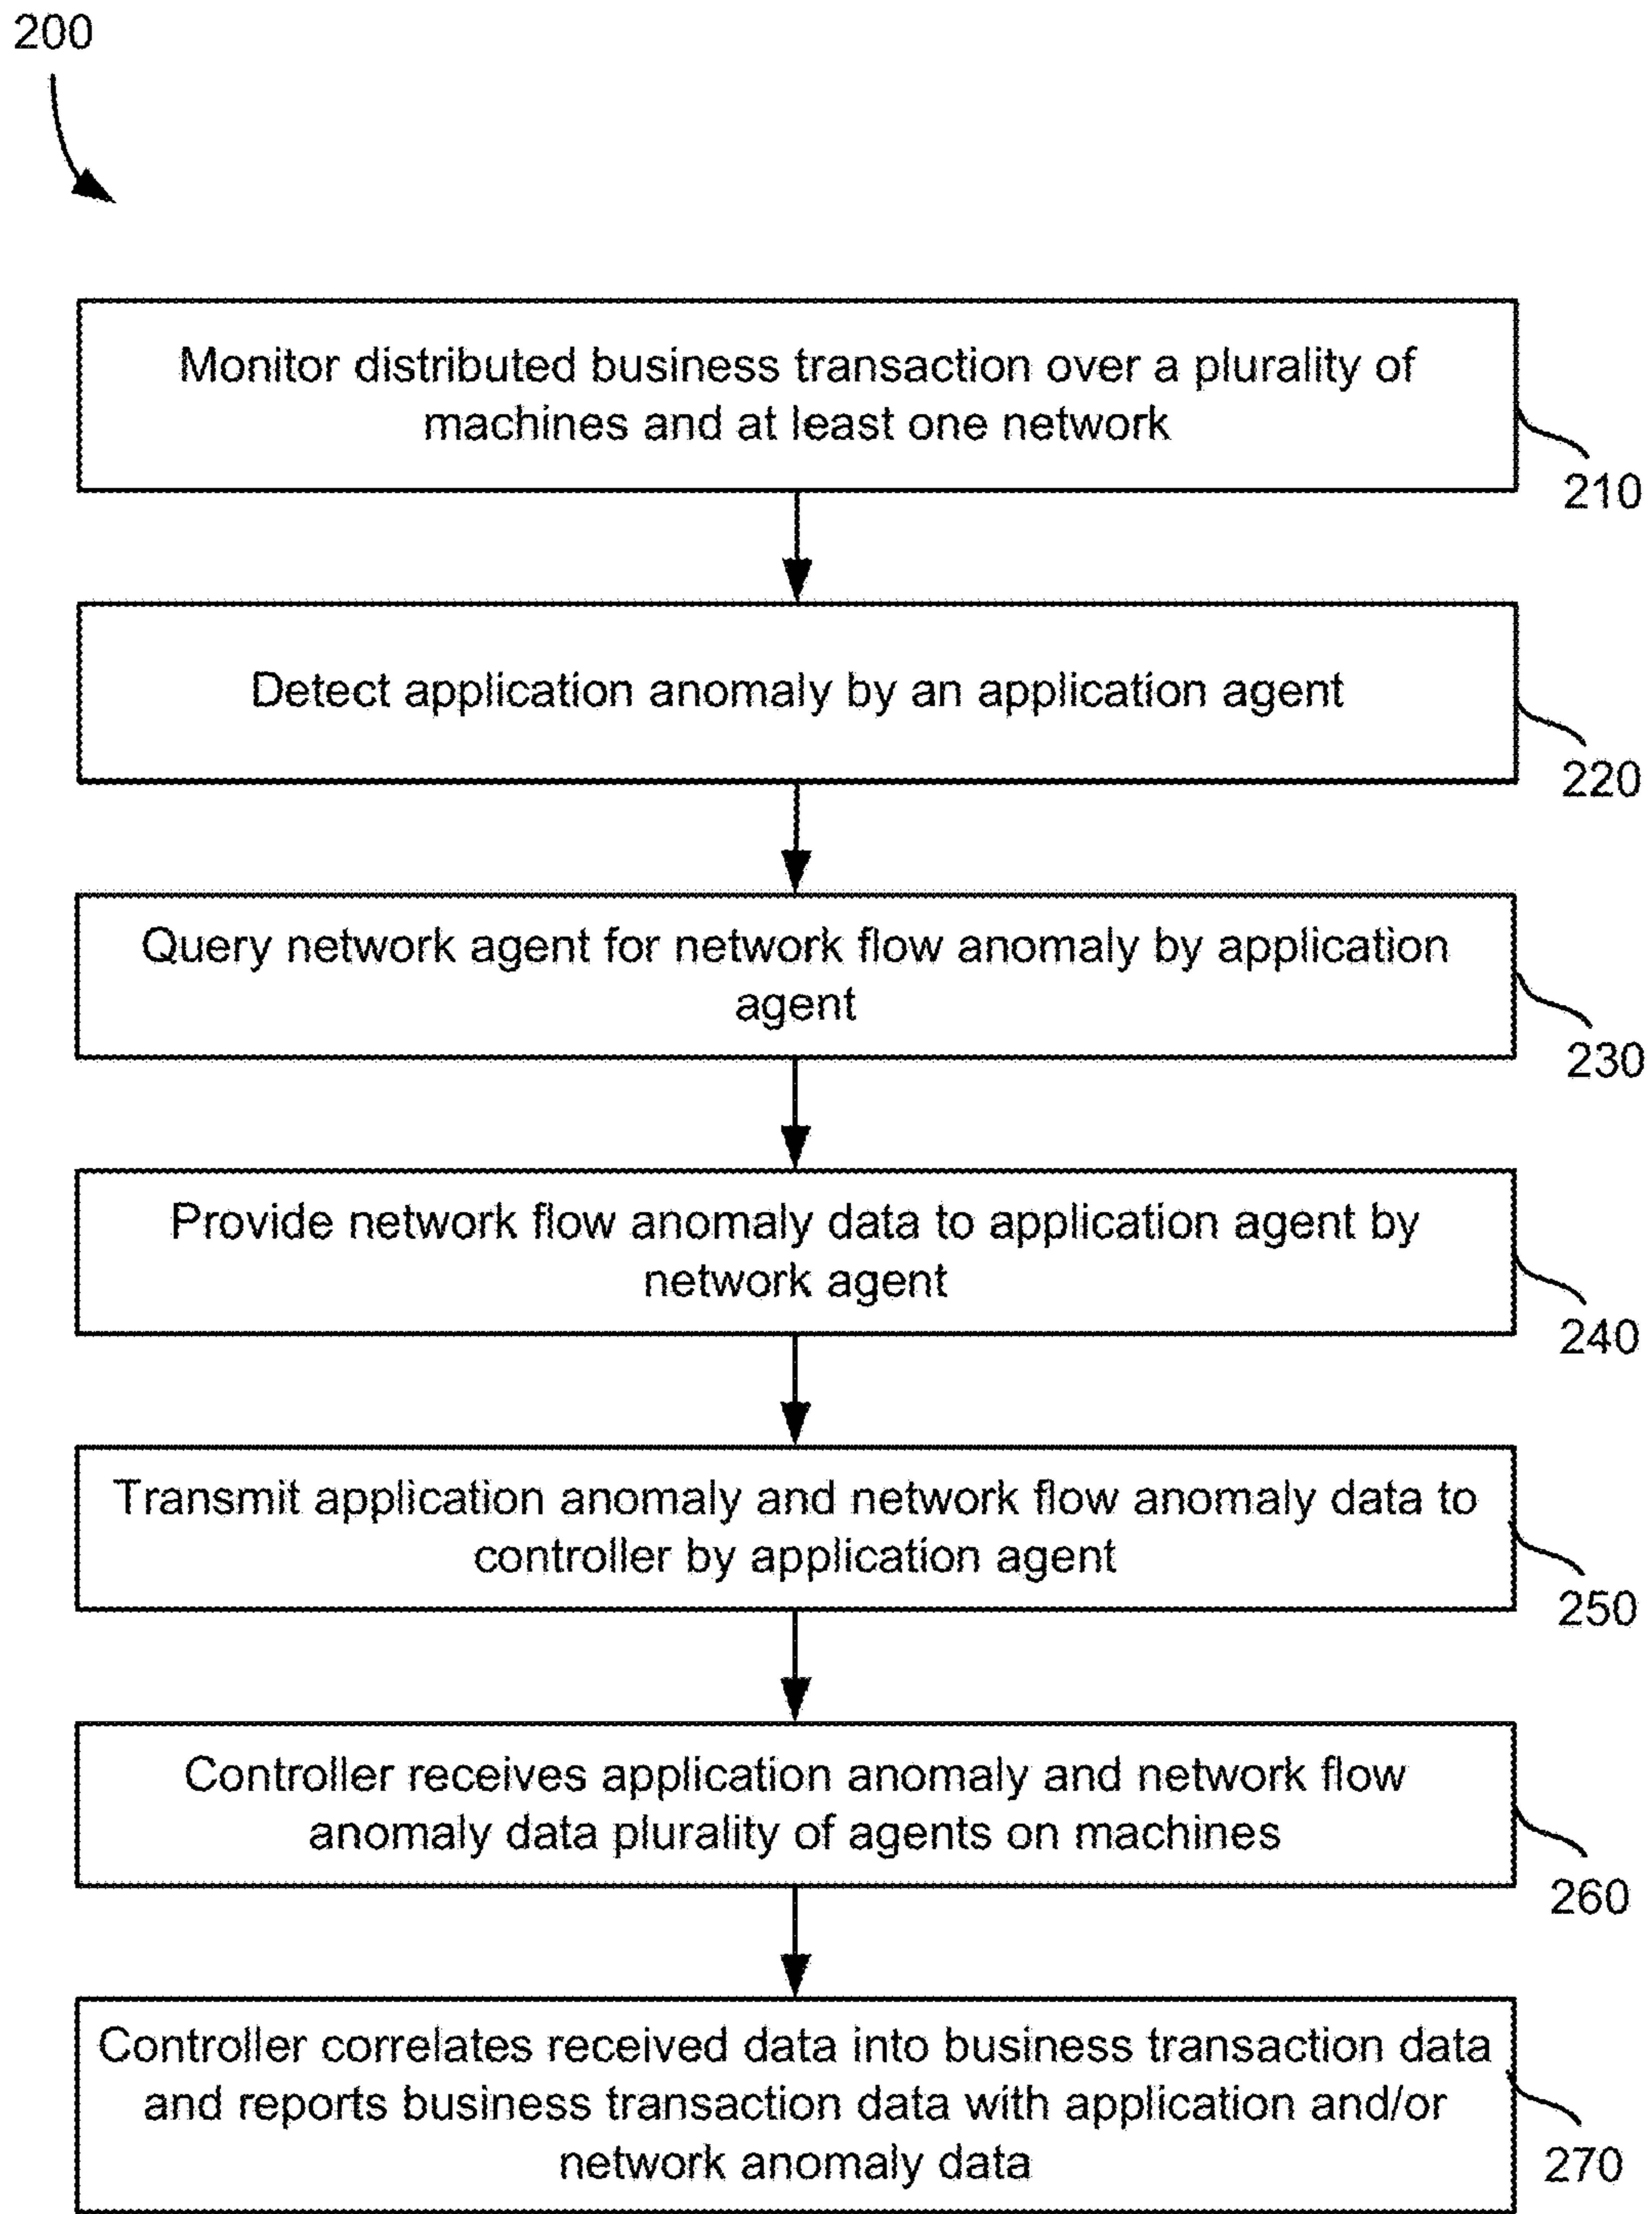 200
Monitor distributed business transaction over a plurality of
machines and at least one network
210
Detect application anomaly by an application agent
220
Query network agent for network flow anomaly by application
agent
230
Provide network flow anomaly data to application agent by
network agent
240
Transmit application anomaly and network flow anomaly data to
controller by application agent
250
Controller receives application anomaly and network flow
anomaly data plurality of agents on machines
260
Controller correlates received data into business transaction data
and reports business transaction data with application and/or
network anomaly data
270